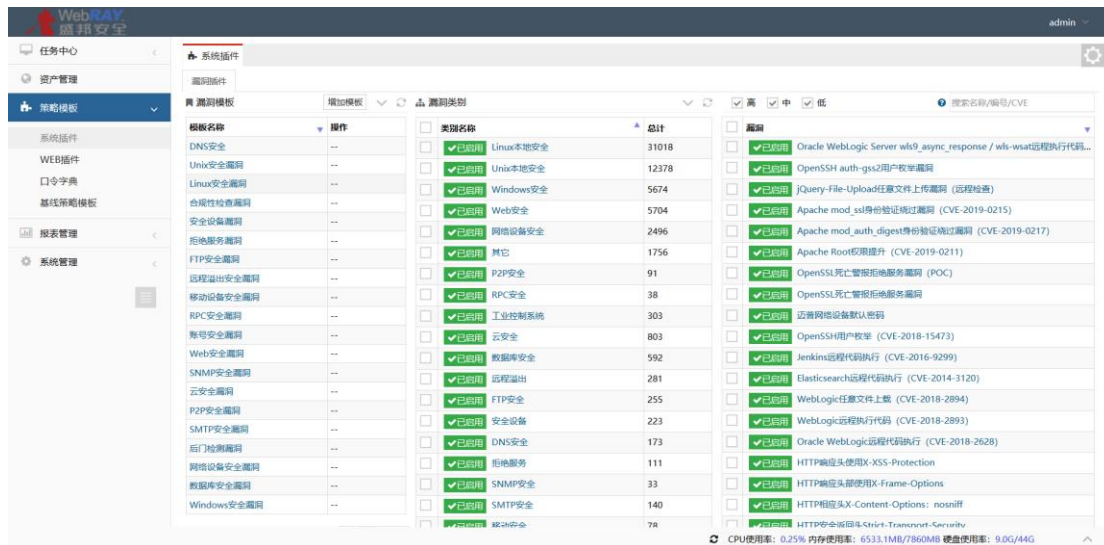 WebRAY
盛邦安全
admin
任务中心
资产管理
策略模板
系统插件
WEB插件
口令字典
基线策略模板
报表管理
系统管理
系统插件
漏洞插件
漏洞模板 增加模板
模板名称 操作
DNS安全 --
Unix安全漏洞 --
Linux安全漏洞 --
合规性检查漏洞 --
安全设备漏洞 --
拒绝服务漏洞 --
FTP安全漏洞 --
远程溢出安全漏洞 --
移动设备安全漏洞 --
RPC安全漏洞 --
账号安全漏洞 --
Web安全漏洞 --
SNMP安全漏洞 --
云安全漏洞 --
P2P安全漏洞 --
SMTP安全漏洞 --
后门检测漏洞 --
网络设备安全漏洞 --
数据库安全漏洞 --
Windows安全漏洞 --
漏洞类别
类别名称 总计
已启用 Linux本地安全 31018
已启用 Unix本地安全 12378
已启用 Windows安全 5674
已启用 Web安全 5704
已启用 网络设备安全 2496
已启用 其它 1756
已启用 P2P安全 91
已启用 RPC安全 38
已启用 工业控制系统 303
已启用 云安全 803
已启用 数据库安全 592
已启用 远程溢出 281
已启用 FTP安全 255
已启用 安全设备 223
已启用 DNS安全 173
已启用 拒绝服务 111
已启用 SNMP安全 33
已启用 SMTP安全 140
已启用 移动安全 78
高 中 低 搜索名称/编号/CVE
漏洞
已启用 Oracle WebLogic Server wls9_async_response / wls-wsat远程执行代码...
已启用 OpenSSH auth-gss2用户枚举漏洞
已启用 jQuery-File-Upload任意文件上传漏洞 (远程检查)
已启用 Apache mod_ssl身份验证绕过漏洞 (CVE-2019-0215)
已启用 Apache mod_auth_digest身份验证绕过漏洞 (CVE-2019-0217)
已启用 Apache Root权限提升 (CVE-2019-0211)
已启用 OpenSSL死亡警报拒绝服务漏洞 (POC)
已启用 OpenSSL死亡警报拒绝服务漏洞
已启用 迈普网络设备默认密码
已启用 OpenSSH用户枚举 (CVE-2018-15473)
已启用 Jenkins远程代码执行 (CVE-2016-9299)
已启用 Elasticsearch远程代码执行 (CVE-2014-3120)
已启用 WebLogic任意文件上载 (CVE-2018-2894)
已启用 WebLogic远程执行代码 (CVE-2018-2893)
已启用 Oracle WebLogic远程代码执行 (CVE-2018-2628)
已启用 HTTP响应头使用X-XSS-Protection
已启用 HTTP响应头部使用X-Frame-Options
已启用 HTTP相应头X-Content-Options: nosniff
已启用 HTTP安全返回头Strict-Transport-Security
CPU使用率: 0.25% 内存使用率: 6533.1MB/7860MB 硬盘使用率: 9.0G/44G